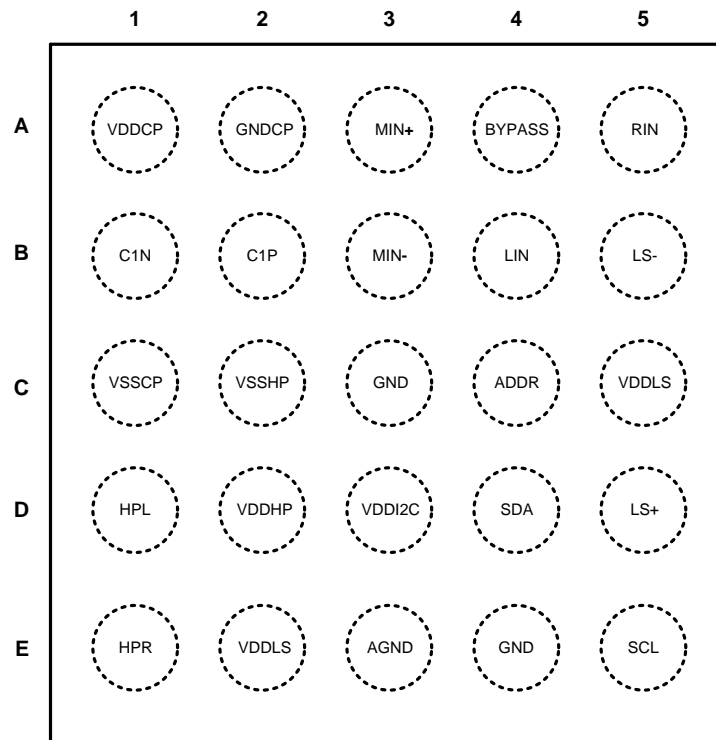 1 2 3 4 5
A VDDCP GNDCP MIN+ BYPASS RIN
B C1N C1P MIN- LIN LS-
C VSSCP VSSHP GND ADDR VDDLS
D HPL VDDHP VDDI2C SDA LS+
E HPR VDDLS AGND GND SCL